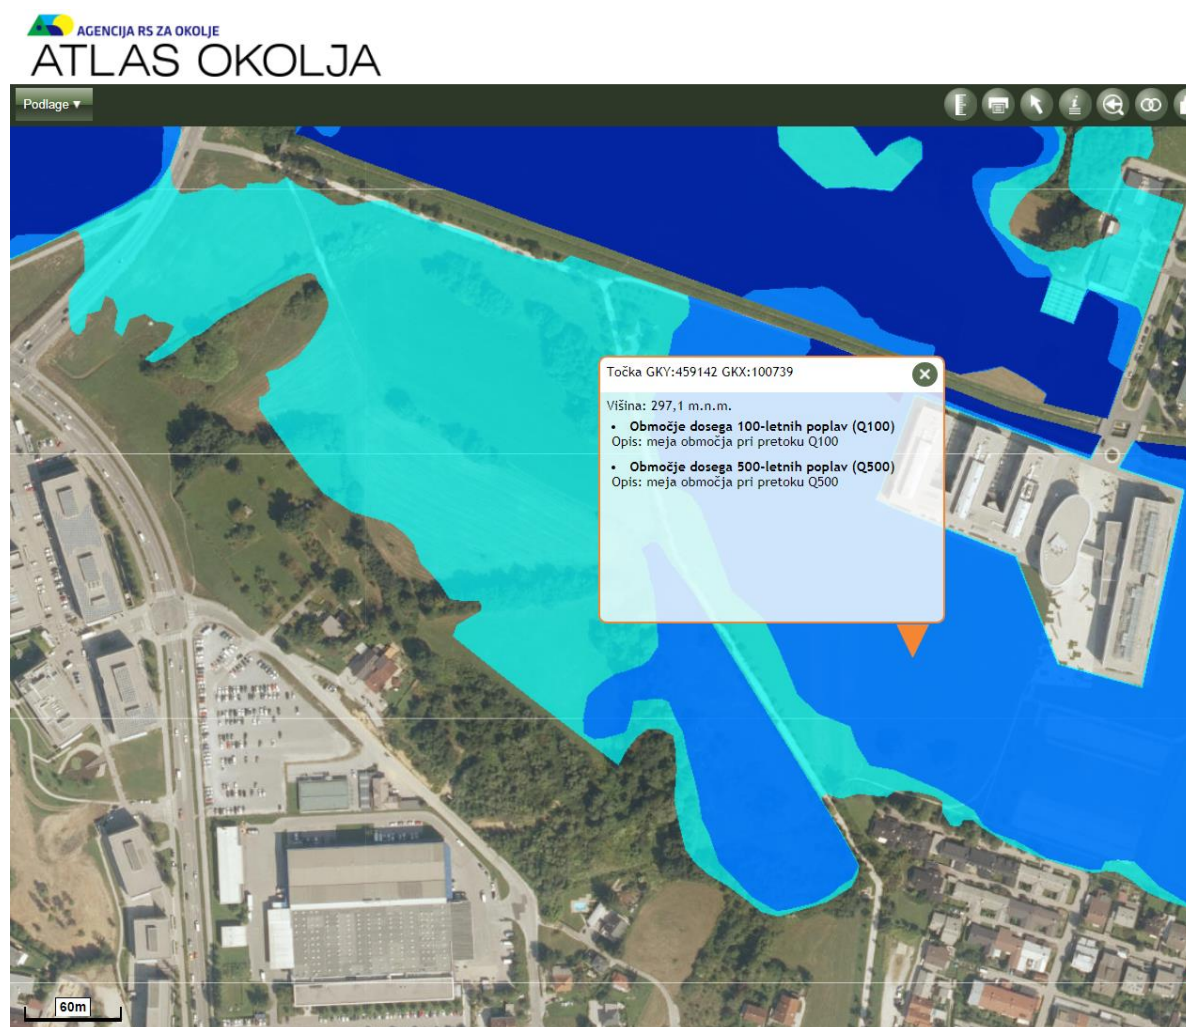 AGENCIJA RS ZA OKOLJE
ATLAS OKOLJA
Podlage ▼
Točka GKY:459142 GKX:100739
Višina: 297,1 m.n.m.
• Območje dosega 100-letnih poplav (Q100)
Opis: meja območja pri pretoku Q100
• Območje dosega 500-letnih poplav (Q500)
Opis: meja območja pri pretoku Q500
60m